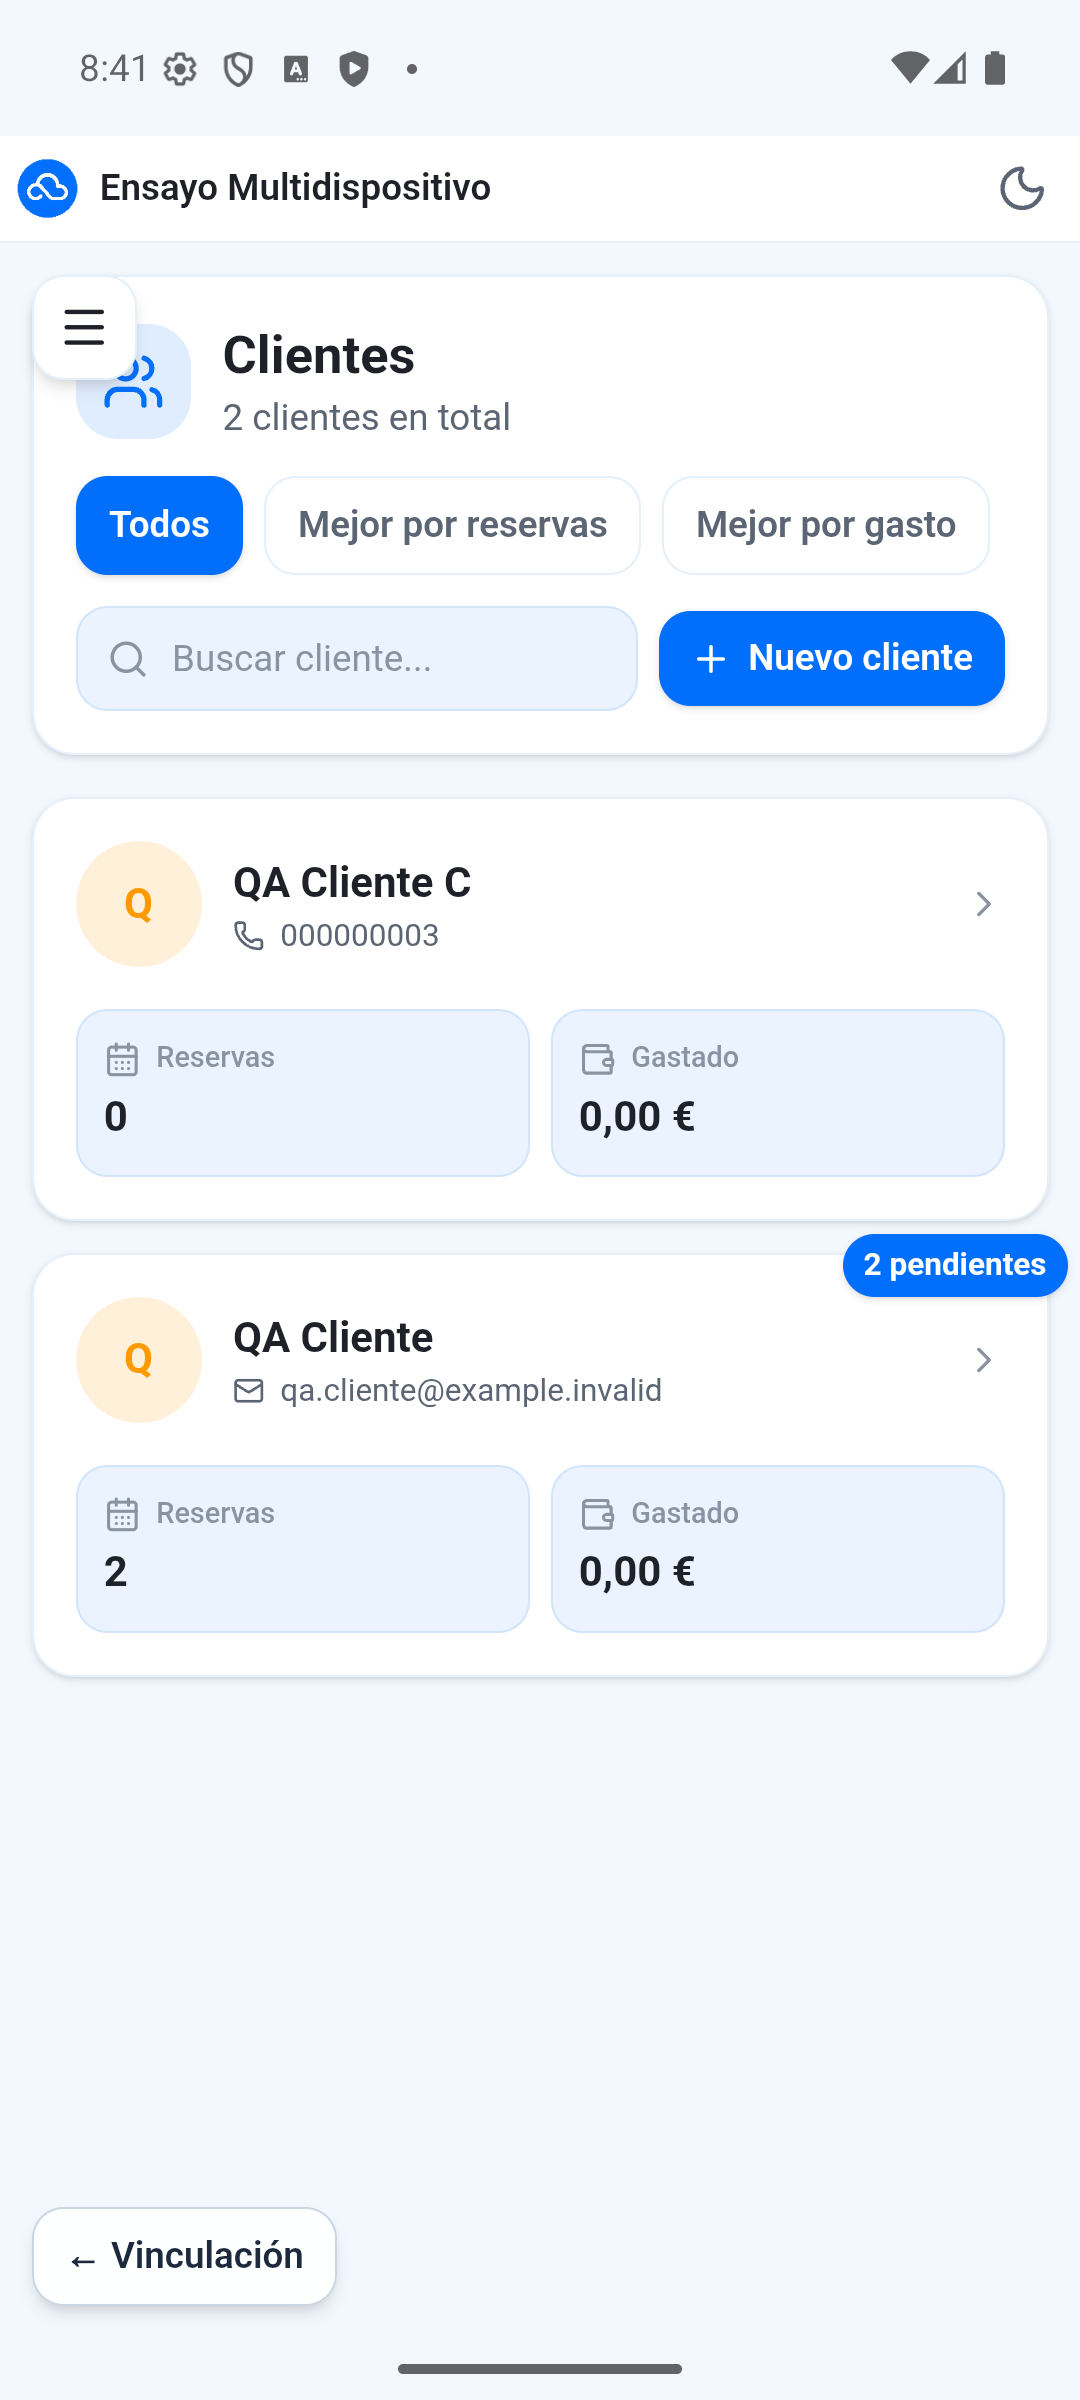 8:41
Ensayo Multidispositivo
Clientes
2 clientes en total
Todos
Mejor por reservas
Mejor por gasto
Buscar cliente...
+ Nuevo cliente
Q
QA Cliente C
000000003
Reservas
0
Gastado
0,00 €
2 pendientes
Q
QA Cliente
qa.cliente@example.invalid
Reservas
2
Gastado
0,00 €
← Vinculación